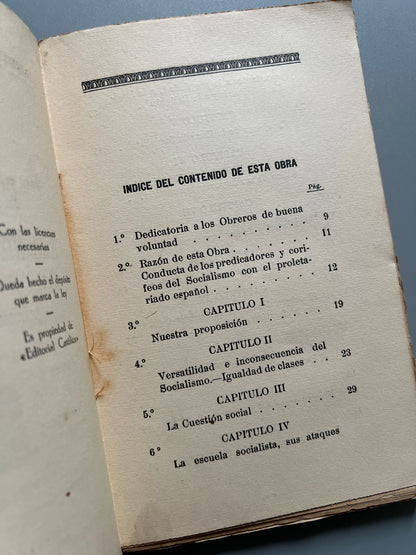 Con las licencias
necesarias
Queda hecho el depósito
que marca la ley
Es propiedad de
«Editorial Católica»
INDICE DEL CONTENIDO DE ESTA OBRA
Pág.
1.º Dedicatoria a los Obreros de buena
voluntad . . . . . . . . . 9
2.º Razón de esta Obra . . . . . . 11
Conducta de los predicadores y cori-
feos del Socialismo con el prole-
tariado español . . . . . . . 12
3.º CAPITULO I
Nuestra proposición . . . . . . 19
4.º CAPITULO II
Versatilidad e inconsecuencia del
Socialismo.—Igualdad de clases . . 23
5.º CAPITULO III
La Cuestión social . . . . . . 29
6º CAPITULO IV
La escuela socialista, sus ataques